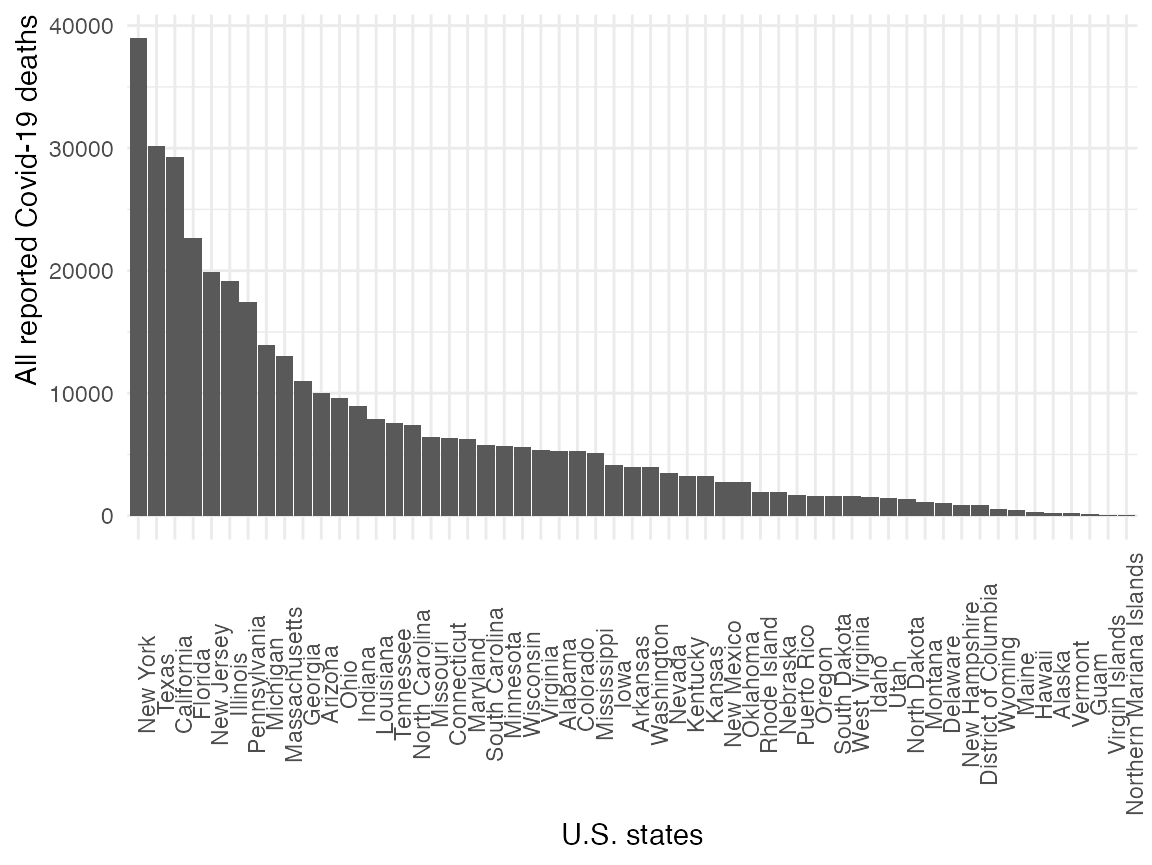 All reported Covid-19 deaths
40000
30000
20000
10000
0
New York
Texas
California
Florida
New Jersey
Illinois
Pennsylvania
Michigan
Massachusetts
Georgia
Arizona
Ohio
Indiana
Louisiana
Tennessee
North Carolina
Missouri
Connecticut
Maryland
South Carolina
Minnesota
Wisconsin
Virginia
Alabama
Colorado
Mississippi
Iowa
Arkansas
Washington
Nevada
Kentucky
Kansas
New Mexico
Oklahoma
Rhode Island
Nebraska
Puerto Rico
Oregon
South Dakota
West Virginia
Idaho
Utah
North Dakota
Montana
Delaware
New Hampshire
District of Columbia
Wyoming
Maine
Hawaii
Alaska
Vermont
Guam
Virgin Islands
Northern Mariana Islands
U.S. states